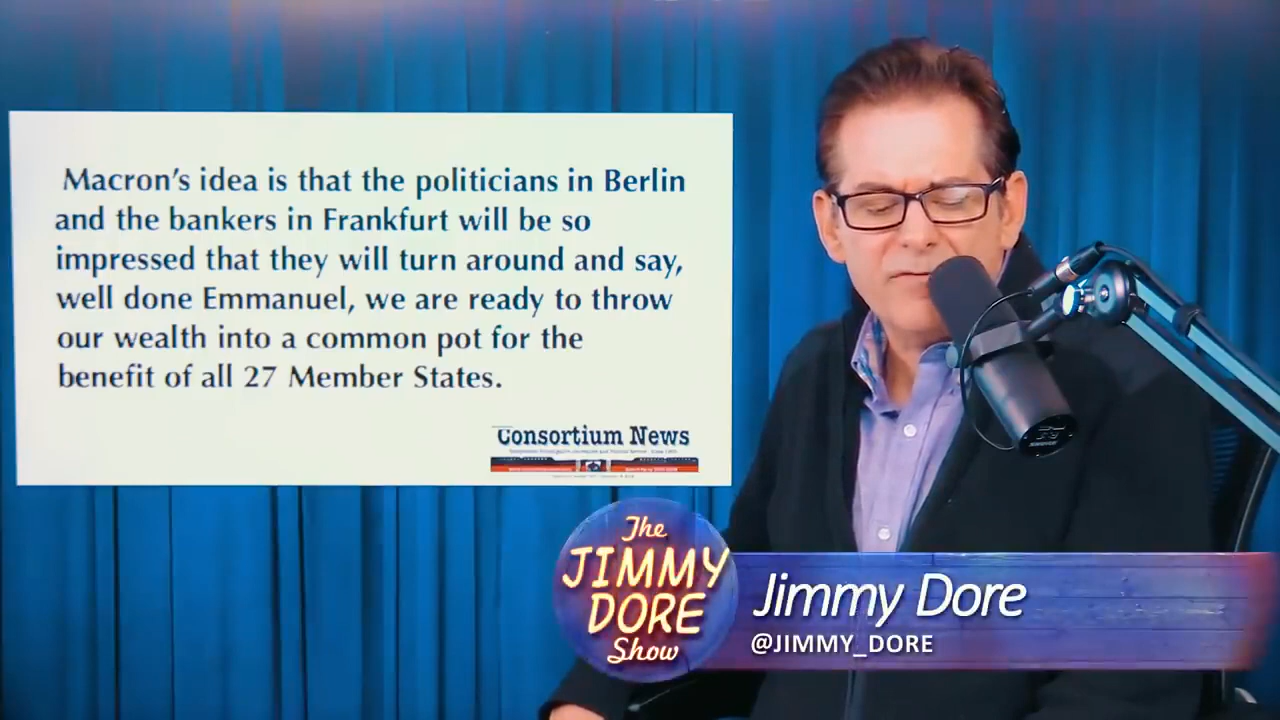 Macron's idea is that the politicians in Berlin
and the bankers in Frankfurt will be so
impressed that they will turn around and say,
well done Emmanuel, we are ready to throw
our wealth into a common pot for the
benefit of all 27 Member States.
Consortium News
The
JIMMY
DORE
Show
Jimmy Dore
@JIMMY_DORE